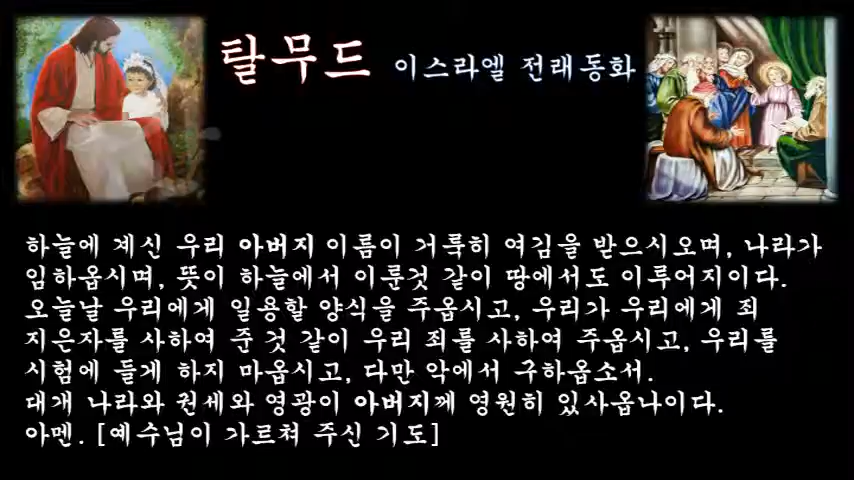 탈무드 이스라엘 전래동화
하늘에 계신 우리 아버지 이름이 거룩히 여김을 받으시오며, 나라가
임하옵시며, 뜻이 하늘에서 이룬것 같이 땅에서도 이루어지이다.
오늘날 우리에게 일용할 양식을 주옵시고, 우리가 우리에게 죄
지은자를 사하여 준 것 같이 우리 죄를 사하여 주옵시고, 우리를
시험에 들게 하지 마옵시고, 다만 악에서 구하옵소서.
대개 나라와 원세와 영광이 아버지께 영원히 있사옵나이다.
아멘. [예수님이 가르쳐 주신 기도]